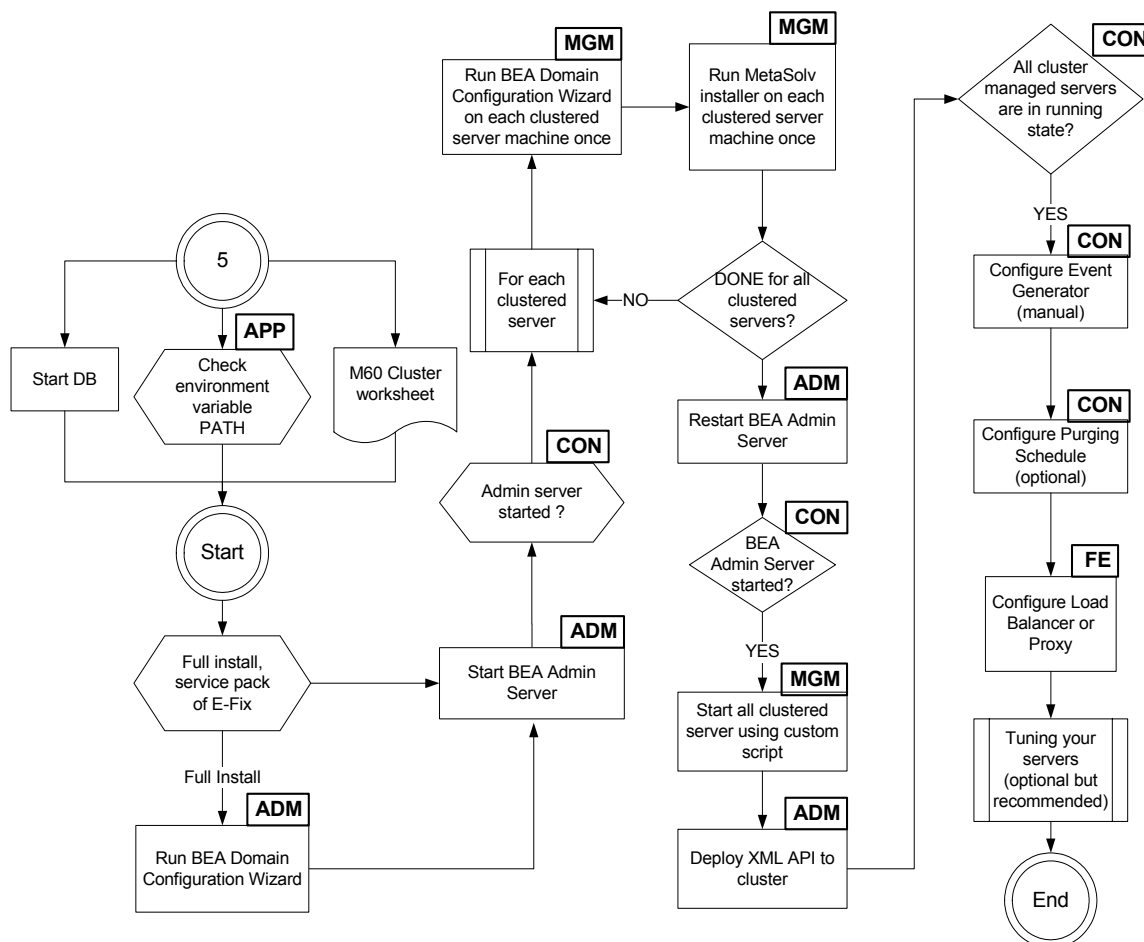 5
Start DB
APP
Check
environment
variable
PATH
M60 Cluster
worksheet
Start
Full install,
service pack
of E-Fix
Full Install
ADM
Run BEA Domain
Configuration Wizard
ADM
Start BEA Admin
Server
CON
Admin server
started ?
For each
clustered
server
MGM
Run BEA Domain
Configuration Wizard
on each clustered
server machine once
MGM
Run MetaSolv
installer on each
clustered server
machine once
DONE for all
clustered
servers?
NO
ADM
Restart BEA Admin
Server
CON
BEA
Admin Server
started?
YES
MGM
Start all clustered
server using custom
script
ADM
Deploy XML API to
cluster
CON
All cluster
managed servers
are in running
state?
YES
CON
Configure Event
Generator
(manual)
CON
Configure Purging
Schedule
(optional)
FE
Configure Load
Balancer or
Proxy
Tuning your
servers
(optional but
recommended)
End